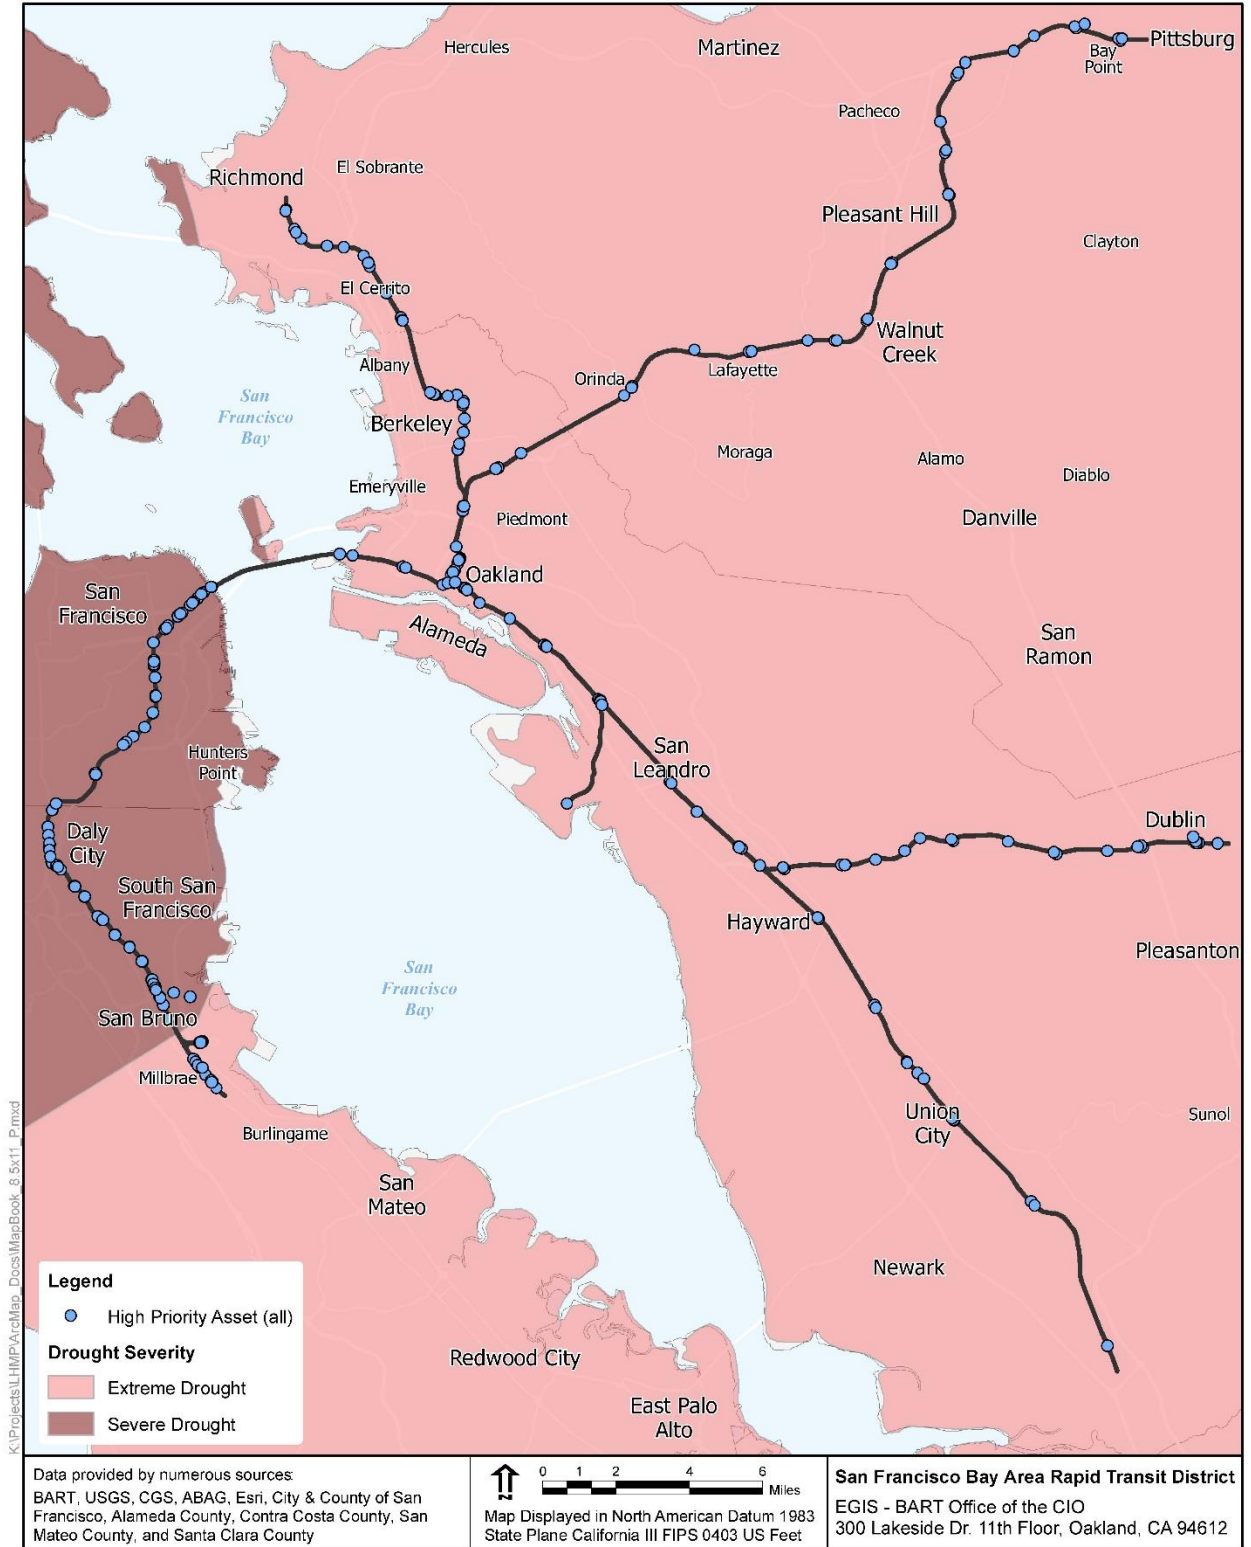 Hercules
Martinez
Pittsburg
Bay
Point
Pacheco
El Sobrante
Richmond
Pleasant Hill
Clayton
El Cerrito
Walnut
Creek
Albany
Orinda
Lafayette
San
Francisco
Bay
Berkeley
Moraga
Alamo
Diablo
Emeryville
Piedmont
Danville
Oakland
San
Francisco
Alameda
San
Ramon
Hunters
Point
San
Leandro
Daly
City
Dublin
South San
Francisco
Hayward
Pleasanton
San
Francisco
Bay
San Bruno
Millbrae
Union
City
Sunol
Burlingame
San
Mateo
Newark
Redwood City
East Palo
Alto
Legend
High Priority Asset (all)
Drought Severity
Extreme Drought
Severe Drought
K:\Projects\LHMP\ArcMap_Docs\MapBook_8.5x11_P.mxd
Data provided by numerous sources:
BART, USGS, CGS, ABAG, Esri, City & County of San
Francisco, Alameda County, Contra Costa County, San
Mateo County, and Santa Clara County
N
0 1 2 4 6
Miles
Map Displayed in North American Datum 1983
State Plane California III FIPS 0403 US Feet
San Francisco Bay Area Rapid Transit District
EGIS - BART Office of the CIO
300 Lakeside Dr. 11th Floor, Oakland, CA 94612